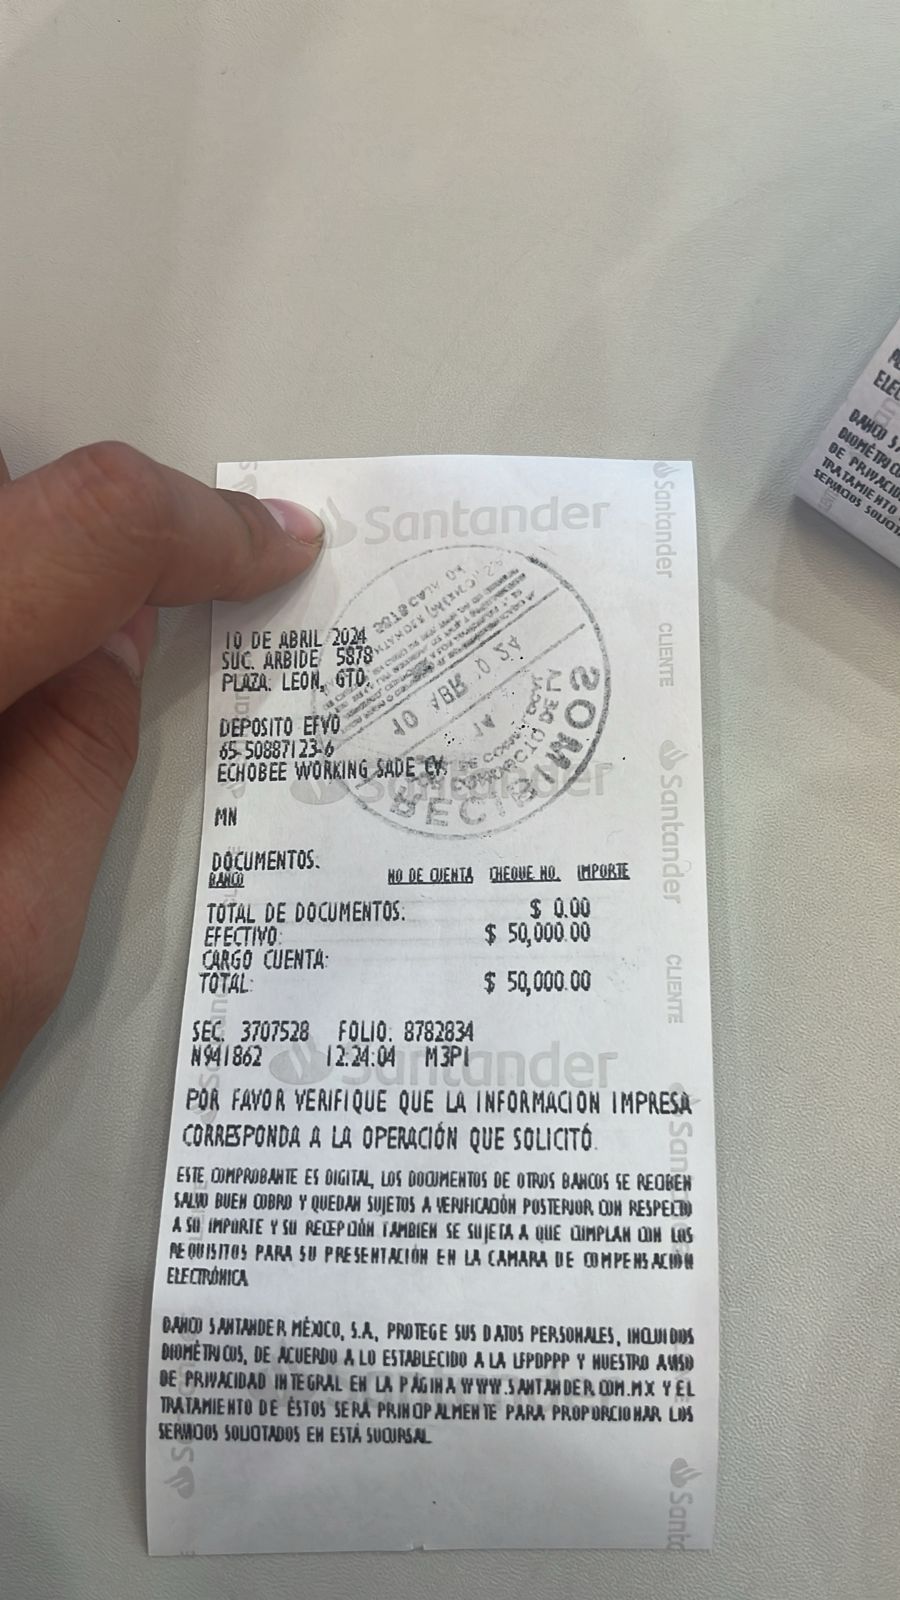 Santander
10 DE ABRIL 2024
SUC. ARBIDE 5878
PLAZA: LEON, GTO.
10 ABR 2024
14
RECIBIMOS
DEPOSITO EFVO
65-50887123-6
ECHOBEE WORKING SADE CV
MN
DOCUMENTOS.
BANCO NO DE CUENTA CHEQUE NO. IMPORTE
TOTAL DE DOCUMENTOS: $ 0.00
EFECTIVO: $ 50,000.00
CARGO CUENTA:
TOTAL: $ 50,000.00
SEC. 3707528 FOLIO: 8782834
N941862 12:24:04 M3P1
POR FAVOR VERIFIQUE QUE LA INFORMACION IMPRESA
CORRESPONDA A LA OPERACIÓN QUE SOLICITÓ.
ESTE COMPROBANTE ES DIGITAL, LOS DOCUMENTOS DE OTROS BANCOS SE RECIBEN
SALVO BUEN COBRO Y QUEDAN SUJETOS A VERIFICACIÓN POSTERIOR CON RESPECTO
A SU IMPORTE Y SU RECEPCIÓN TAMBIEN SE SUJETA A QUE CUMPLAN CON LOS
REQUISITOS PARA SU PRESENTACIÓN EN LA CAMARA DE COMPENSACION
ELECTRÓNICA
BANCO SANTANDER MÉXICO, S.A., PROTEGE SUS DATOS PERSONALES, INCLUIDOS
BIOMÉTRICOS, DE ACUERDO A LO ESTABLECIDO A LA LFPDPPP Y NUESTRO AVISO
DE PRIVACIDAD INTEGRAL EN LA PÁGINA WWW.SANTANDER.COM.MX Y EL
TRATAMIENTO DE ÉSTOS SERÁ PRINCIPALMENTE PARA PROPORCIONAR LOS
SERVICIOS SOLICITADOS EN ESTÁ SUCURSAL.
Santander
CLIENTE
Santander
CLIENTE